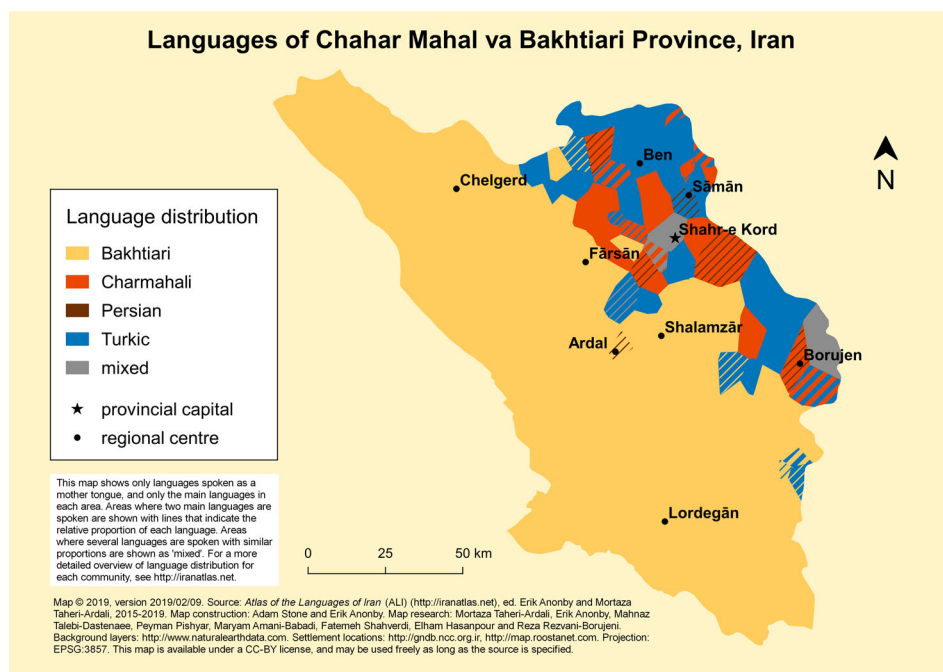 Languages of Chahar Mahal va Bakhtiari Province, Iran
N
Ben
Chelgerd
Sāmān
Shahr-e Kord
Fārsān
Shalamzār
Ardal
Borujen
Lordegān
Language distribution
Bakhtiari
Charmahali
Persian
Turkic
mixed
provincial capital
regional centre
This map shows only languages spoken as a
mother tongue, and only the main languages in
each area. Areas where two main languages are
spoken are shown with lines that indicate the
relative proportion of each language. Areas
where several languages are spoken with similar
proportions are shown as 'mixed'. For a more
detailed overview of language distribution for
each community, see http://iranatlas.net.
0 25 50 km
Map © 2019, version 2019/02/09. Source: Atlas of the Languages of Iran (ALI) (http://iranatlas.net), ed. Erik Anonby and Mortaza
Taheri-Ardali, 2015-2019. Map construction: Adam Stone and Erik Anonby. Map research: Mortaza Taheri-Ardali, Erik Anonby, Mahnaz
Talebi-Dastenaee, Peyman Pishyar, Maryam Amani-Babadi, Fatemeh Shahverdi, Elham Hasanpour and Reza Rezvani-Borujeni.
Background layers: http://www.naturalearthdata.com. Settlement locations: http://gndb.ncc.org.ir, http://map.roostanet.com. Projection:
EPSG:3857. This map is available under a CC-BY license, and may be used freely as long as the source is specified.